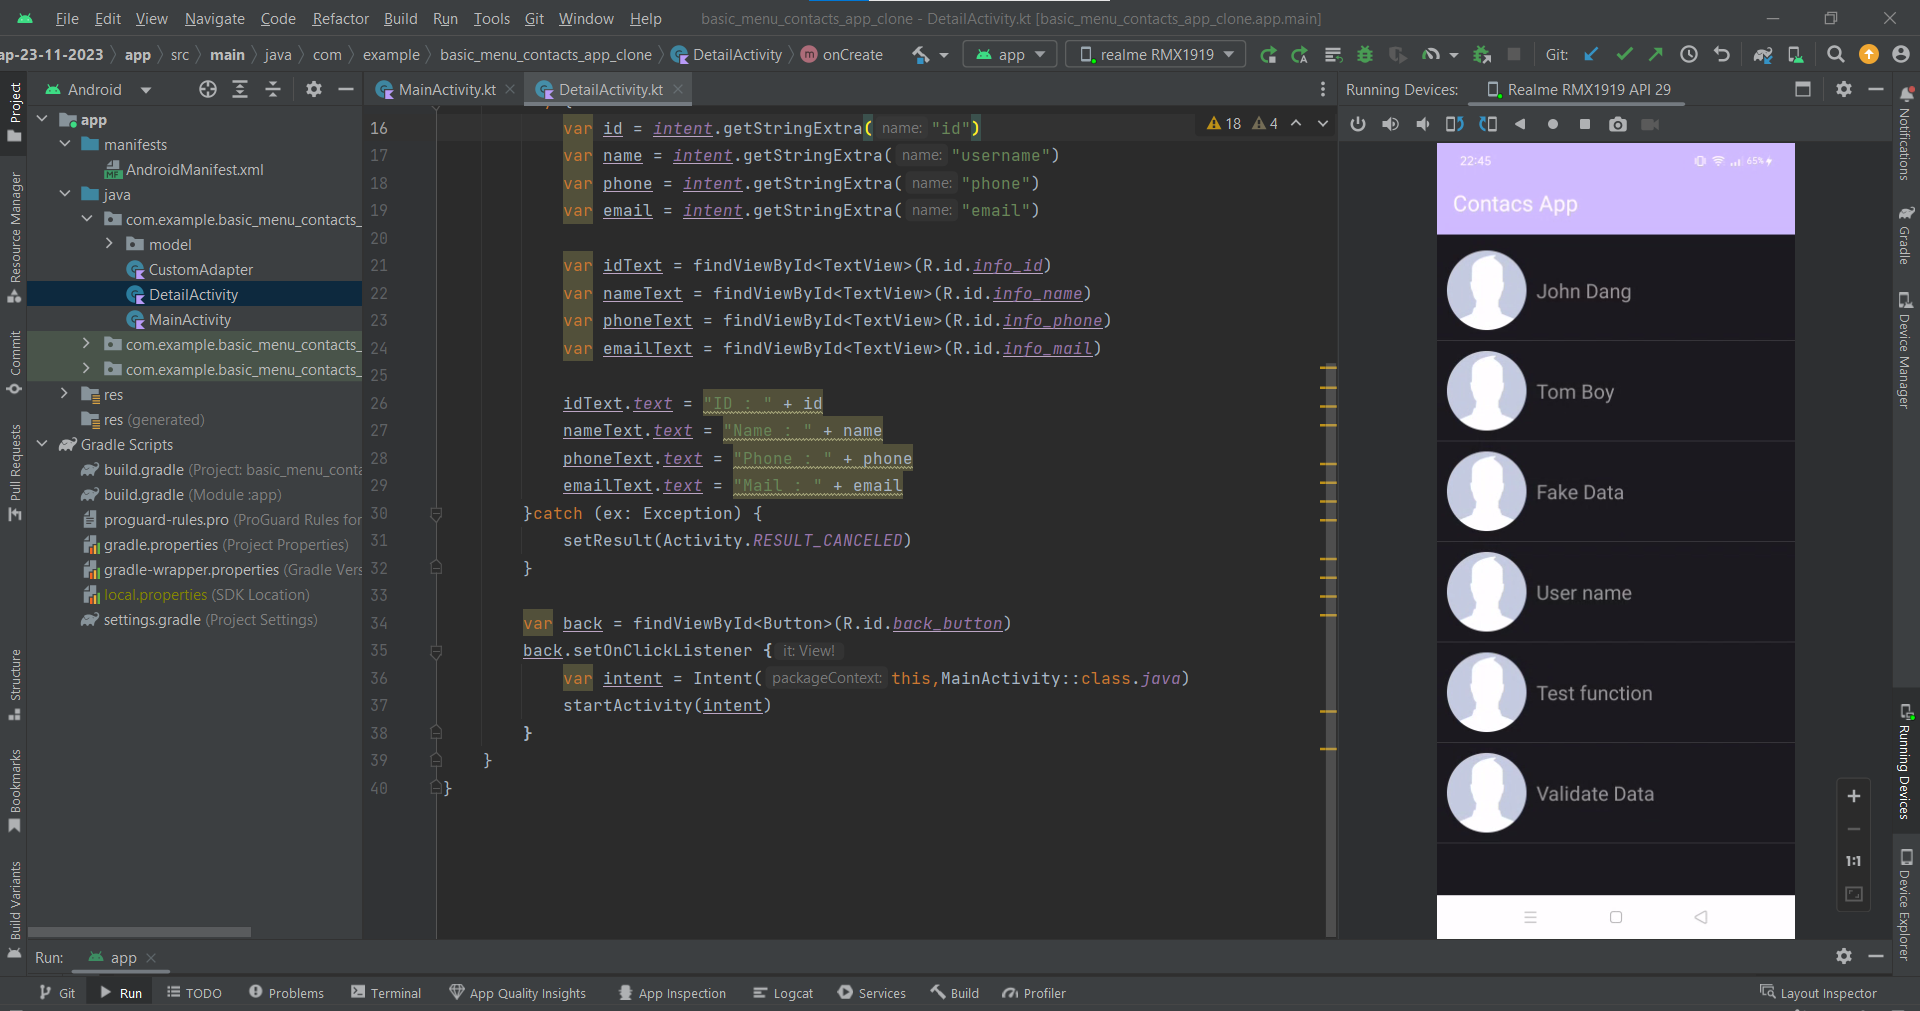 File Edit View Navigate Code Refactor Build Run Tools Git Window Help basic_menu_contacts_app_clone - DetailActivity.kt [basic_menu_contacts_app_clone.app.main]
ap-23-11-2023 app src main java com example basic_menu_contacts_app_clone DetailActivity onCreate app realme RMX1919 Git:
Project
Resource Manager
Commit
Pull Requests
Structure
Bookmarks
Build Variants
Android
app
manifests
AndroidManifest.xml
java
com.example.basic_menu_contacts_
model
CustomAdapter
DetailActivity
MainActivity
com.example.basic_menu_contacts_
com.example.basic_menu_contacts_
res
res (generated)
Gradle Scripts
build.gradle (Project: basic_menu_conta
build.gradle (Module :app)
proguard-rules.pro (ProGuard Rules for
gradle.properties (Project Properties)
gradle-wrapper.properties (Gradle Vers
local.properties (SDK Location)
settings.gradle (Project Settings)
MainActivity.kt DetailActivity.kt
18 4
16 var id = intent.getStringExtra( name: "id")
17 var name = intent.getStringExtra( name: "username")
18 var phone = intent.getStringExtra( name: "phone")
19 var email = intent.getStringExtra( name: "email")
20
21 var idText = findViewById<TextView>(R.id.info_id)
22 var nameText = findViewById<TextView>(R.id.info_name)
23 var phoneText = findViewById<TextView>(R.id.info_phone)
24 var emailText = findViewById<TextView>(R.id.info_mail)
25
26 idText.text = "ID : " + id
27 nameText.text = "Name : " + name
28 phoneText.text = "Phone : " + phone
29 emailText.text = "Mail : " + email
30 }catch (ex: Exception) {
31 setResult(Activity.RESULT_CANCELED)
32 }
33
34 var back = findViewById<Button>(R.id.back_button)
35 back.setOnClickListener { it: View!
36 var intent = Intent( packageContext: this,MainActivity::class.java)
37 startActivity(intent)
38 }
39 }
40 }
Running Devices: Realme RMX1919 API 29
22:45 65%
Contacs App
John Dang
Tom Boy
Fake Data
User name
Test function
Validate Data
1:1
Notifications
Gradle
Device Manager
Running Devices
Device Explorer
Run: app
Git Run TODO Problems Terminal App Quality Insights App Inspection Logcat Services Build Profiler Layout Inspector